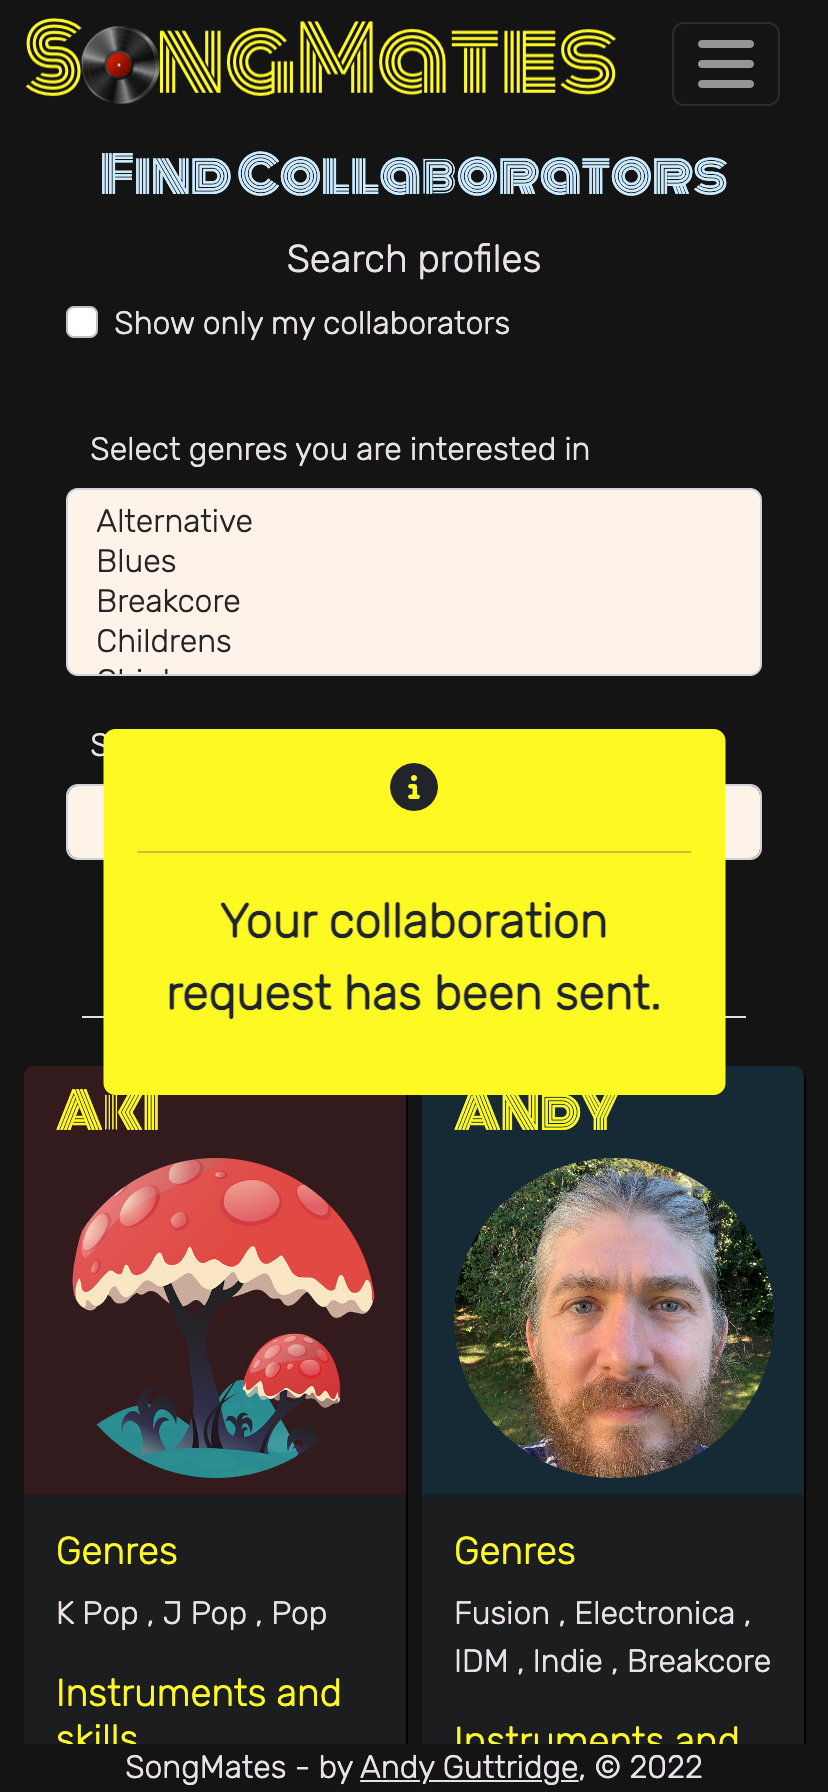 SongMates
Find Collaborators
Search profiles
Show only my collaborators
Select genres you are interested in
Alternative
Blues
Breakcore
Childrens
S
Your collaboration
request has been sent.
AKI
ANDY
Genres
K Pop , J Pop , Pop
Instruments and
skills
Genres
Fusion , Electronica ,
IDM , Indie , Breakcore
Instruments and
SongMates - by Andy Guttridge, © 2022